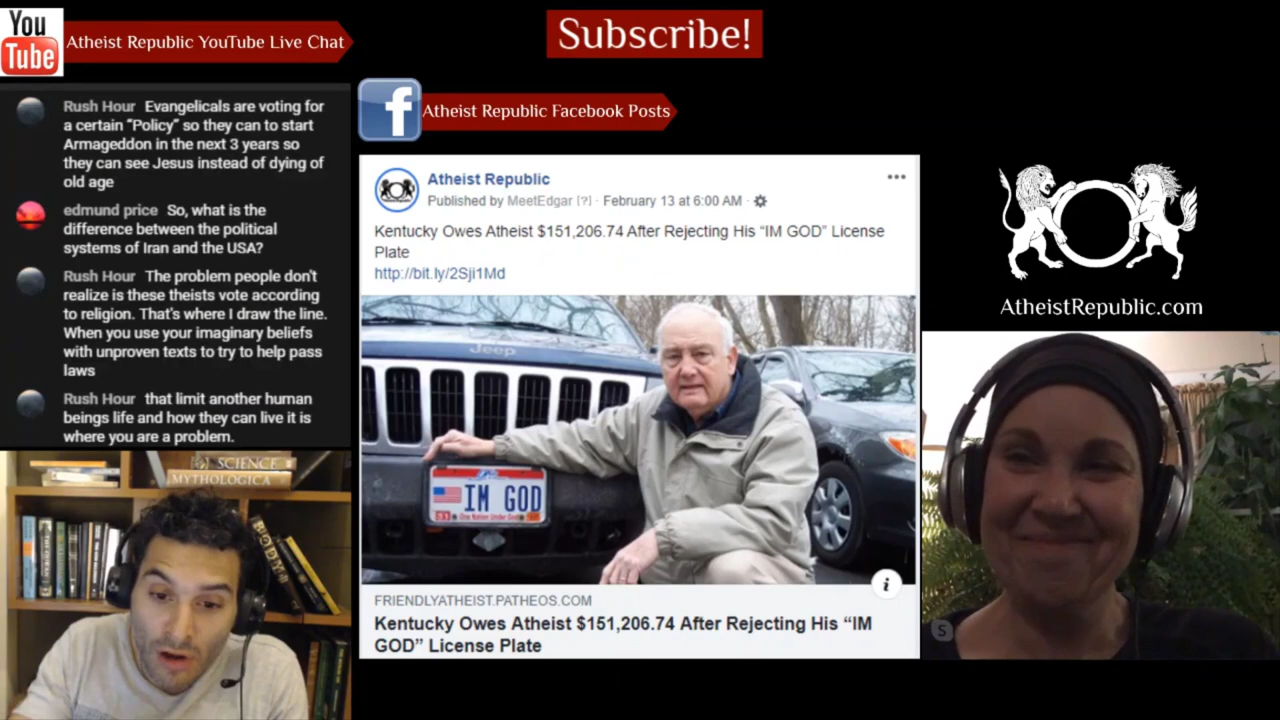 You
Tube
Atheist Republic YouTube Live Chat
Subscribe!
Rush Hour Evangelicals are voting for
a certain “Policy” so they can to start
Armageddon in the next 3 years so
they can see Jesus instead of dying of
old age
edmund price So, what is the
difference between the political
systems of Iran and the USA?
Rush Hour The problem people don't
realize is these theists vote according
to religion. That's where I draw the line.
When you use your imaginary beliefs
with unproven texts to try to help pass
laws
Rush Hour that limit another human
beings life and how they can live it is
where you are a problem.
f
Atheist Republic Facebook Posts
Atheist Republic
Published by MeetEdgar [?] · February 13 at 6:00 AM ·
Kentucky Owes Atheist $151,206.74 After Rejecting His “IM GOD” License
Plate
http://bit.ly/2Sji1Md
Jeep
IM GOD
One Nation Under God
i
FRIENDLYATHEIST.PATHEOS.COM
Kentucky Owes Atheist $151,206.74 After Rejecting His “IM
GOD” License Plate
AtheistRepublic.com
SCIENCE
MYTHOLOGICA
S